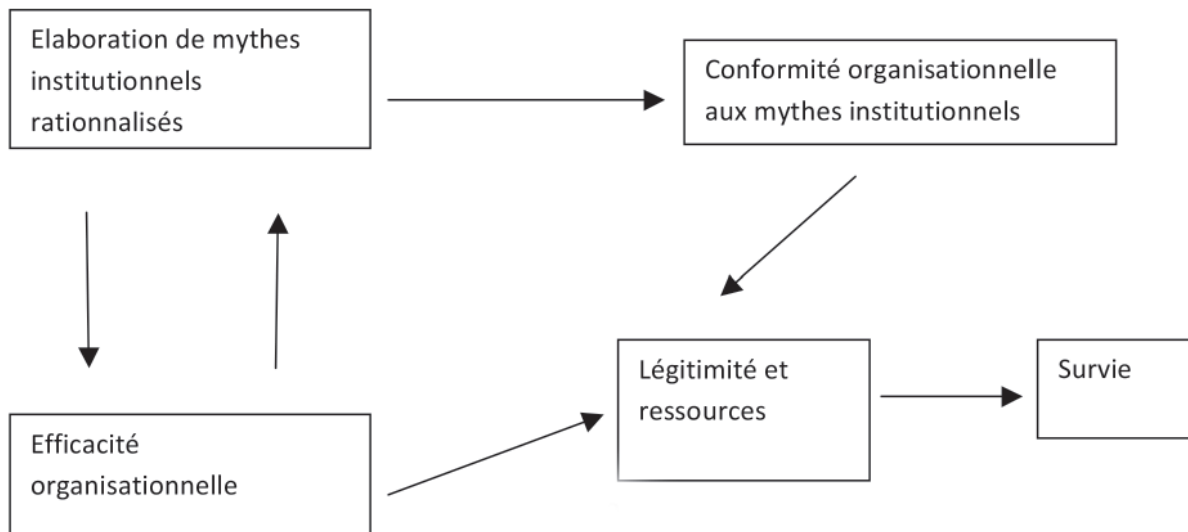 Elaboration de mythes
institutionnels
rationnalisés
Conformité organisationnelle
aux mythes institutionnels
Légitimité et
ressources
Survie
Efficacité
organisationnelle